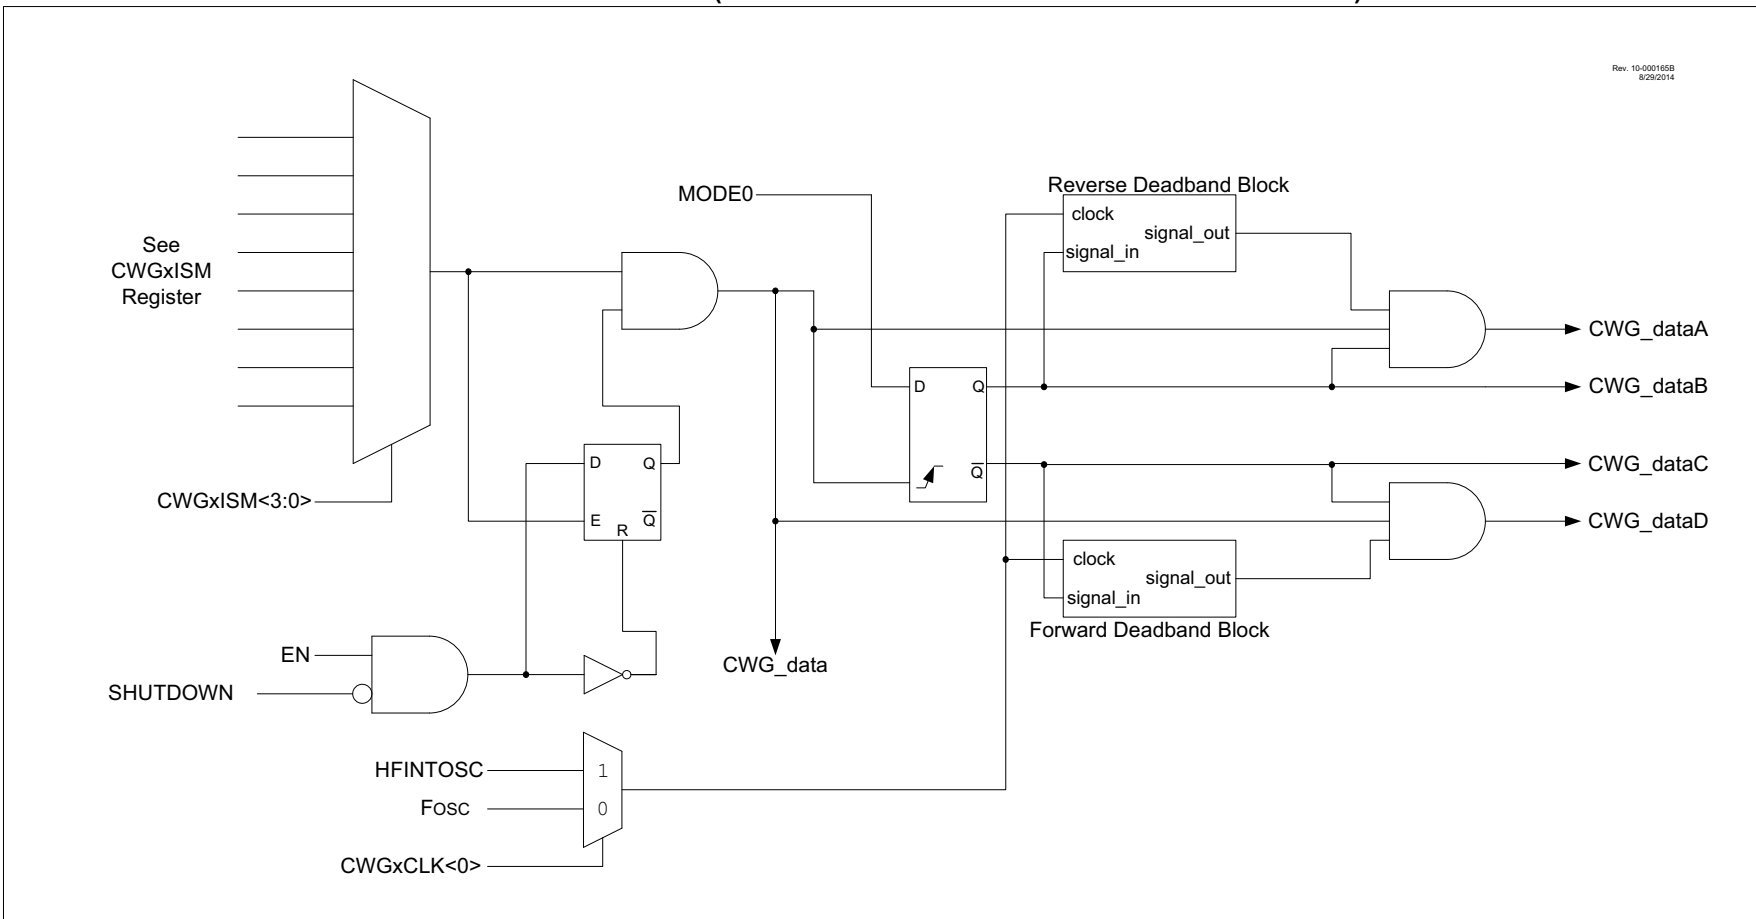 Rev. 10-000165B
8/29/2014
See
CWGxISM
Register
CWGxISM<3:0>
MODE0
Reverse Deadband Block
clock
signal_in
signal_out
D
Q
Q
D
Q
E
Q
R
CWG_dataA
CWG_dataB
CWG_dataC
CWG_dataD
clock
signal_in
signal_out
Forward Deadband Block
EN
SHUTDOWN
CWG_data
HFINTOSC
1
FOSC
0
CWGxCLK<0>